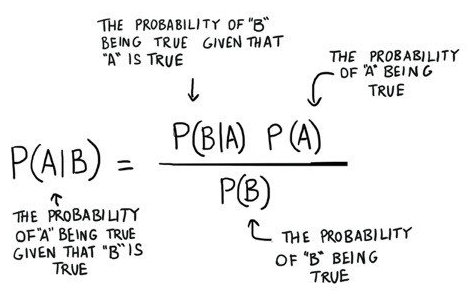 THE PROBABILITY OF "B"
BEING TRUE GIVEN THAT
"A" IS TRUE
THE PROBABILITY
OF "A" BEING
TRUE
P(A|B) = P(B|A) P(A)
P(B)
THE PROBABILITY
OF "A" BEING TRUE
GIVEN THAT "B" IS
TRUE
THE PROBABILITY
OF "B" BEING
TRUE